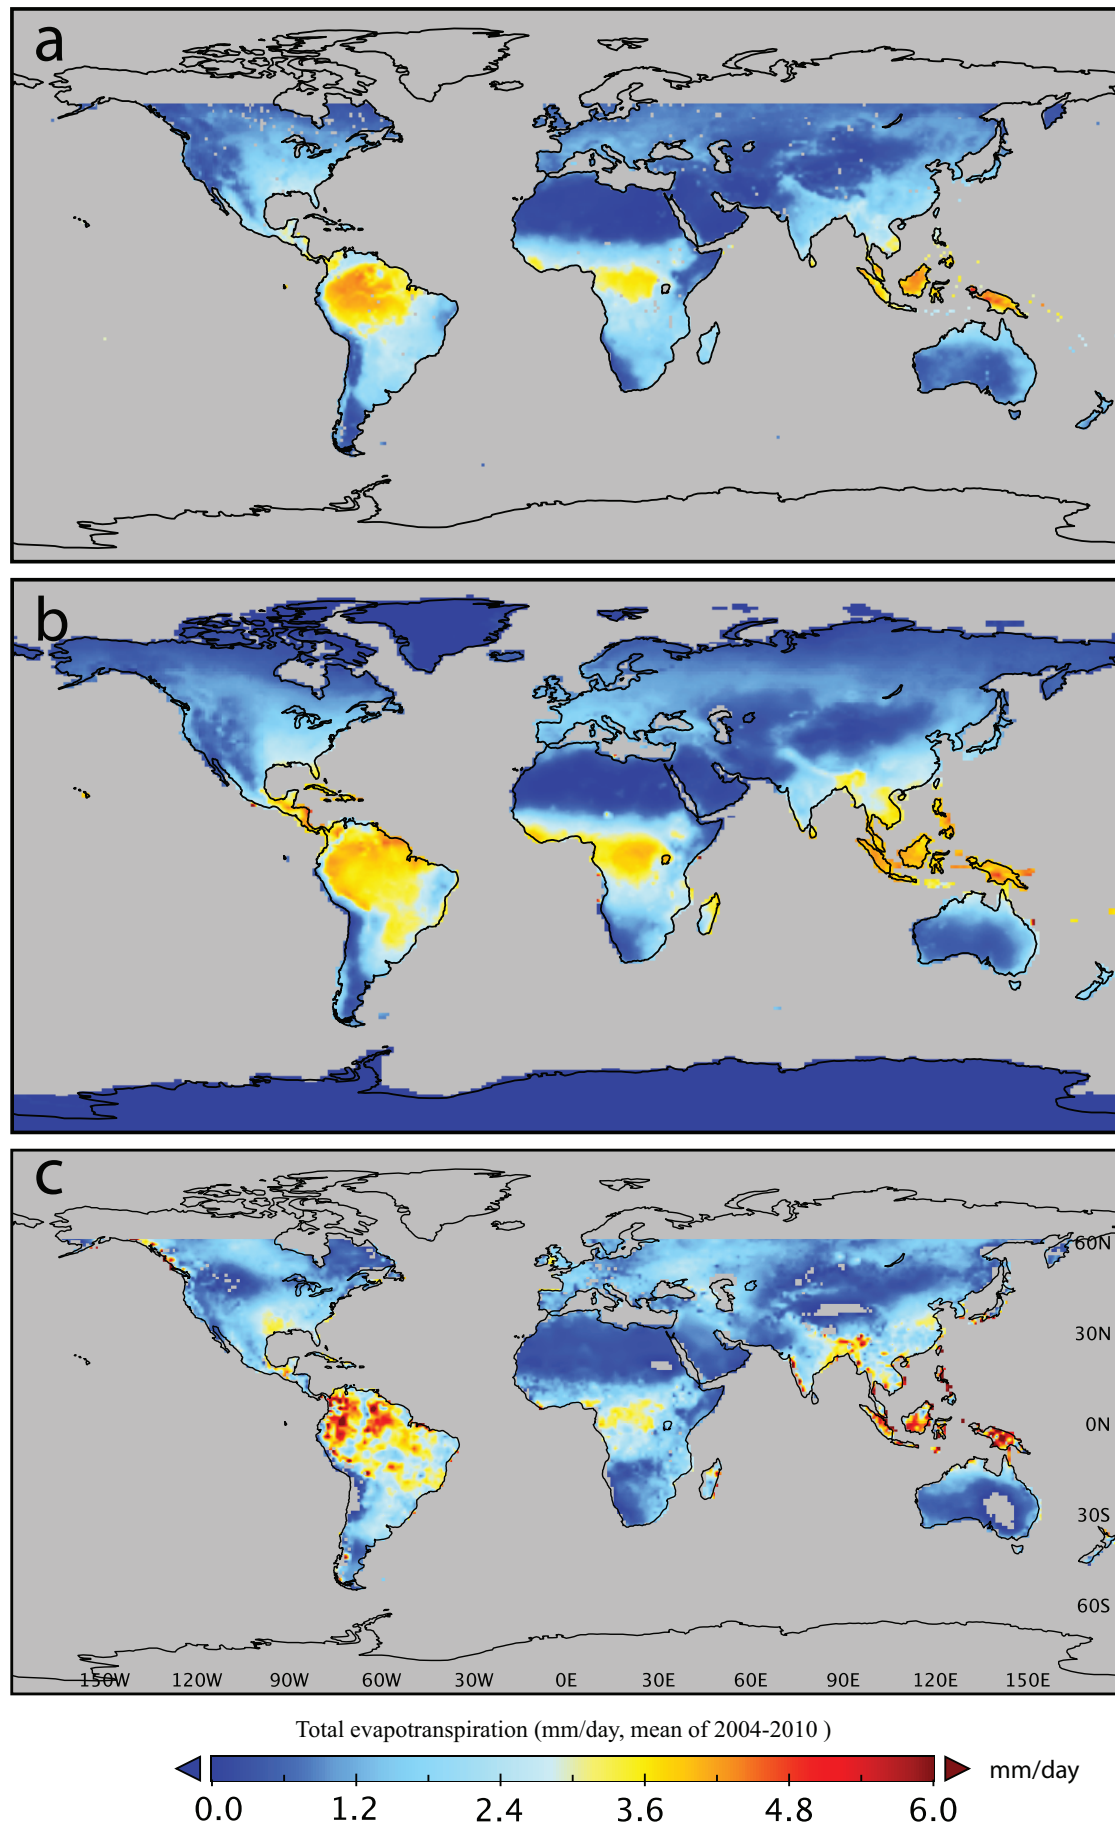 a
b
c
60N
30N
0N
30S
60S
150W 120W 90W 60W 30W 0E 30E 60E 90E 120E 150E
Total evapotranspiration (mm/day, mean of 2004-2010 )
mm/day
0.0 1.2 2.4 3.6 4.8 6.0